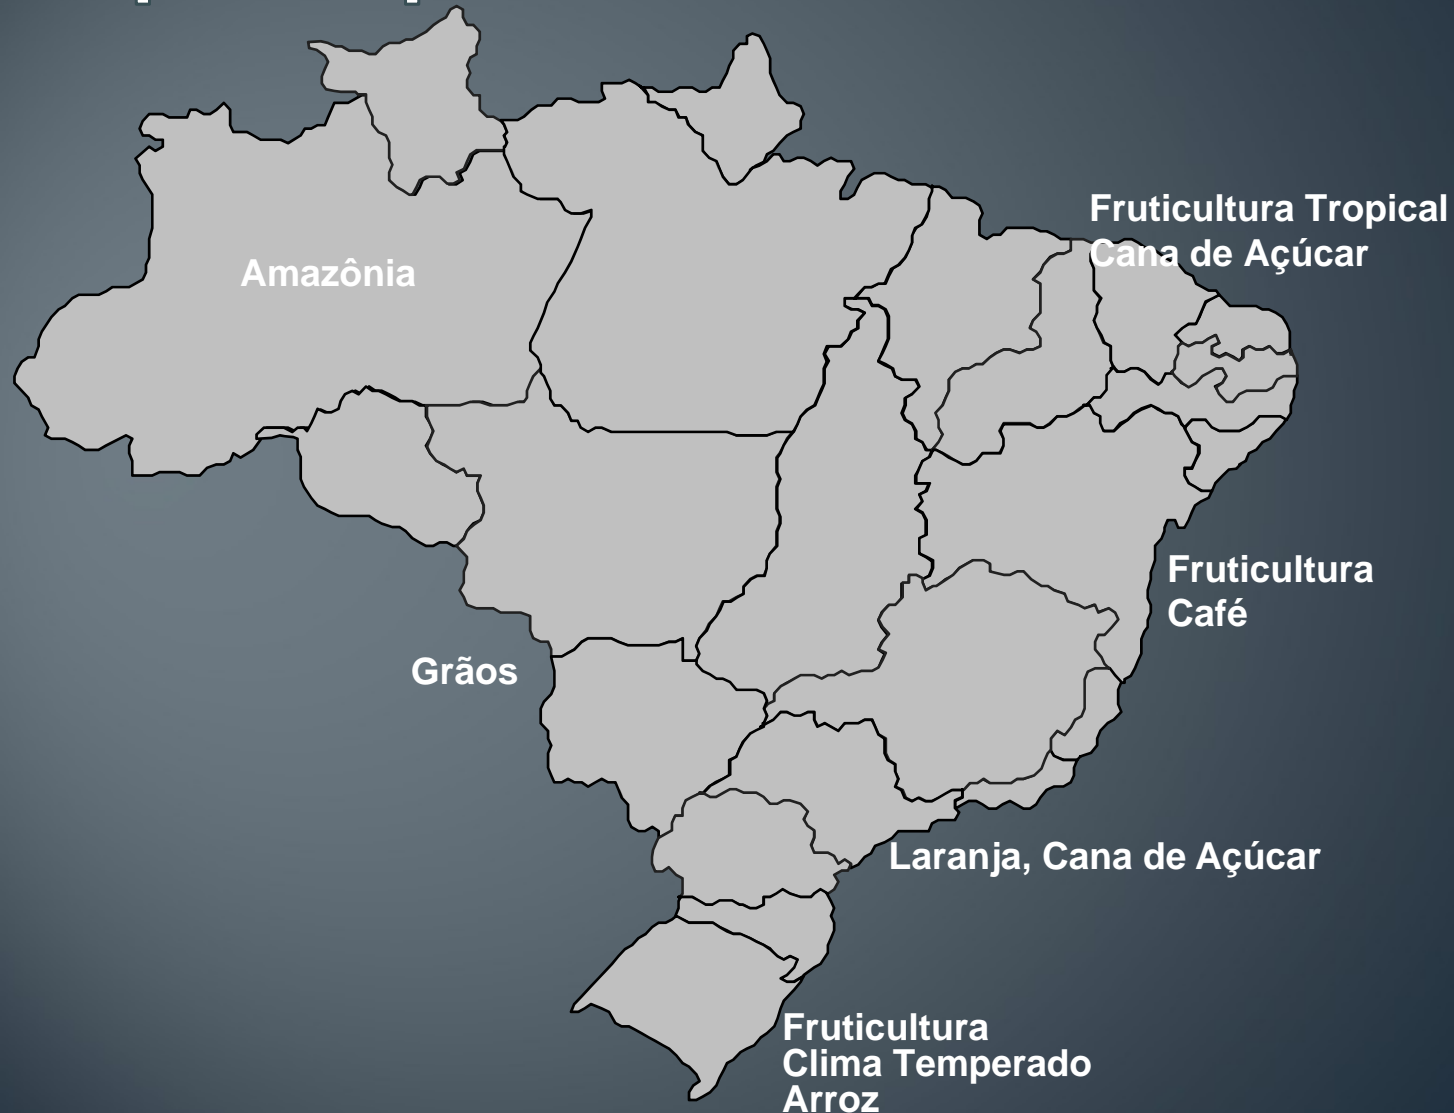 Fruticultura Tropical
Cana de Açúcar
Amazônia
Fruticultura
Café
Grãos
Laranja, Cana de Açúcar
Fruticultura
Clima Temperado
Arroz